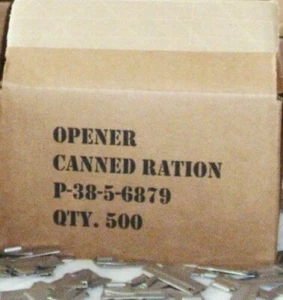 OPENER
CANNED RATION
P-38-5-6879
QTY. 500